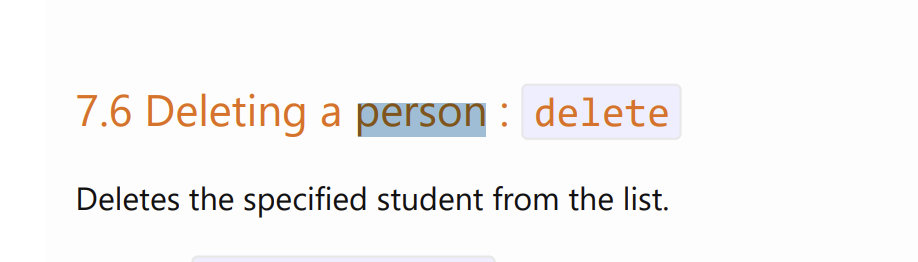 7.6 Deleting a person : delete
Deletes the specified student from the list.